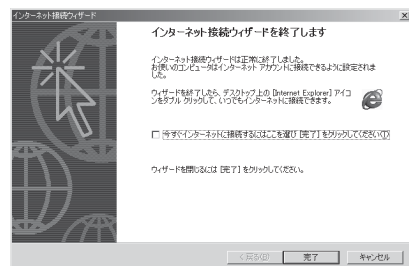 インターネット接続ウィザード
インターネット接続ウィザードを終了します
インターネット接続ウィザードは正常に終了しました。
お使いのコンピュータはインターネット アカウントに接続できるように設定されま
した。
ウィザードを終了したら、デスクトップ上の [Internet Explorer] アイコ
ンをダブル クリックして、いつでもインターネットに接続できます。
今すぐインターネットに接続するにはここを選び [完了] をクリックしてください(I)
ウィザードを閉じるには [完了] をクリックしてください。
< 戻る(B)
完了
キャンセル